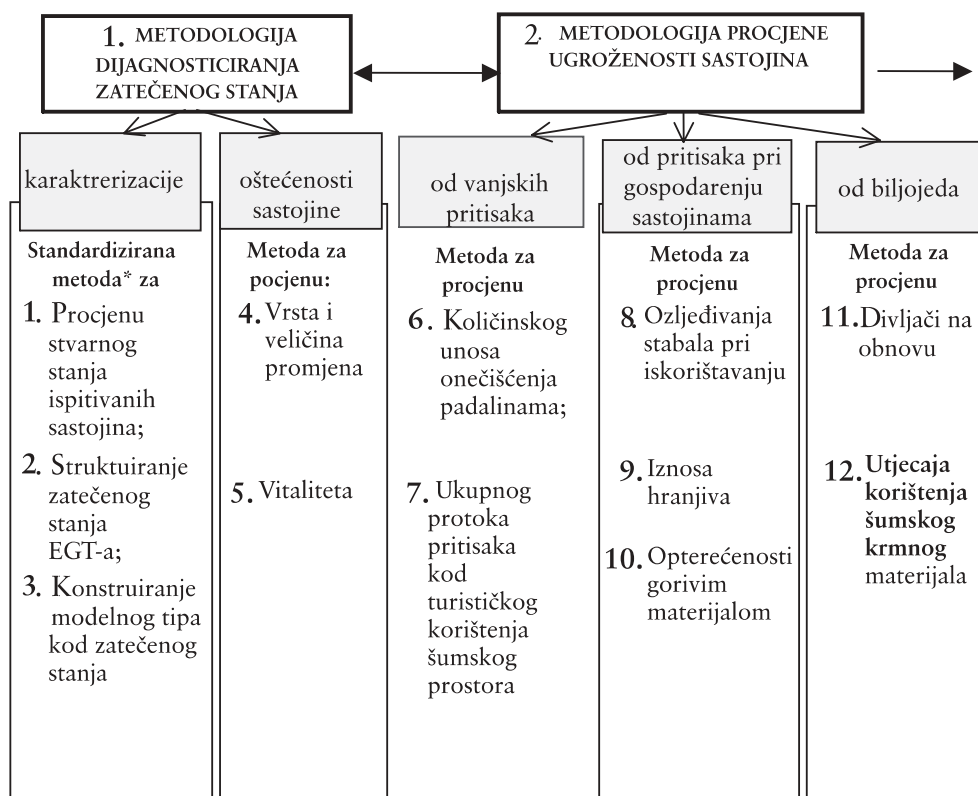 1. METODOLOGIJA
DIJAGNOSTICIRANJA
ZATEČENOG STANJA
2. METODOLOGIJA PROCJENE
UGROŽENOSTI SASTOJINA
karaktrerizacije
Standardizirana
metoda* za
1. Procjenu
stvarnog
stanja
ispitivanih
sastojina;
2. Struktuiranje
zatečenog
stanja
EGT-a;
3. Konstruiranje
modelnog tipa
kod zatečenog
stanja
oštećenosti
sastojine
Metoda za
pocjenu:
4. Vrsta i
veličina
promjena
5. Vitaliteta
od vanjskih
pritisaka
Metoda za
procjenu
6. Količinskog
unosa
onečišćenja
padalinama;
7. Ukupnog
protoka
pritisaka
kod
turističkog
korištenja
šumskog
prostora
od pritisaka pri
gospodarenju
sastojinama
Metoda za
procjenu
8. Ozljeđivanja
stabala pri
iskorištavanju
9. Iznosa
hranjiva
10. Opterećenosti
gorivim
materijalom
od biljojeda
Metoda za
procjenu
11. Divljači na
obnovu
12. Utjecaja
korištenja
šumskog
krmnog
materijala